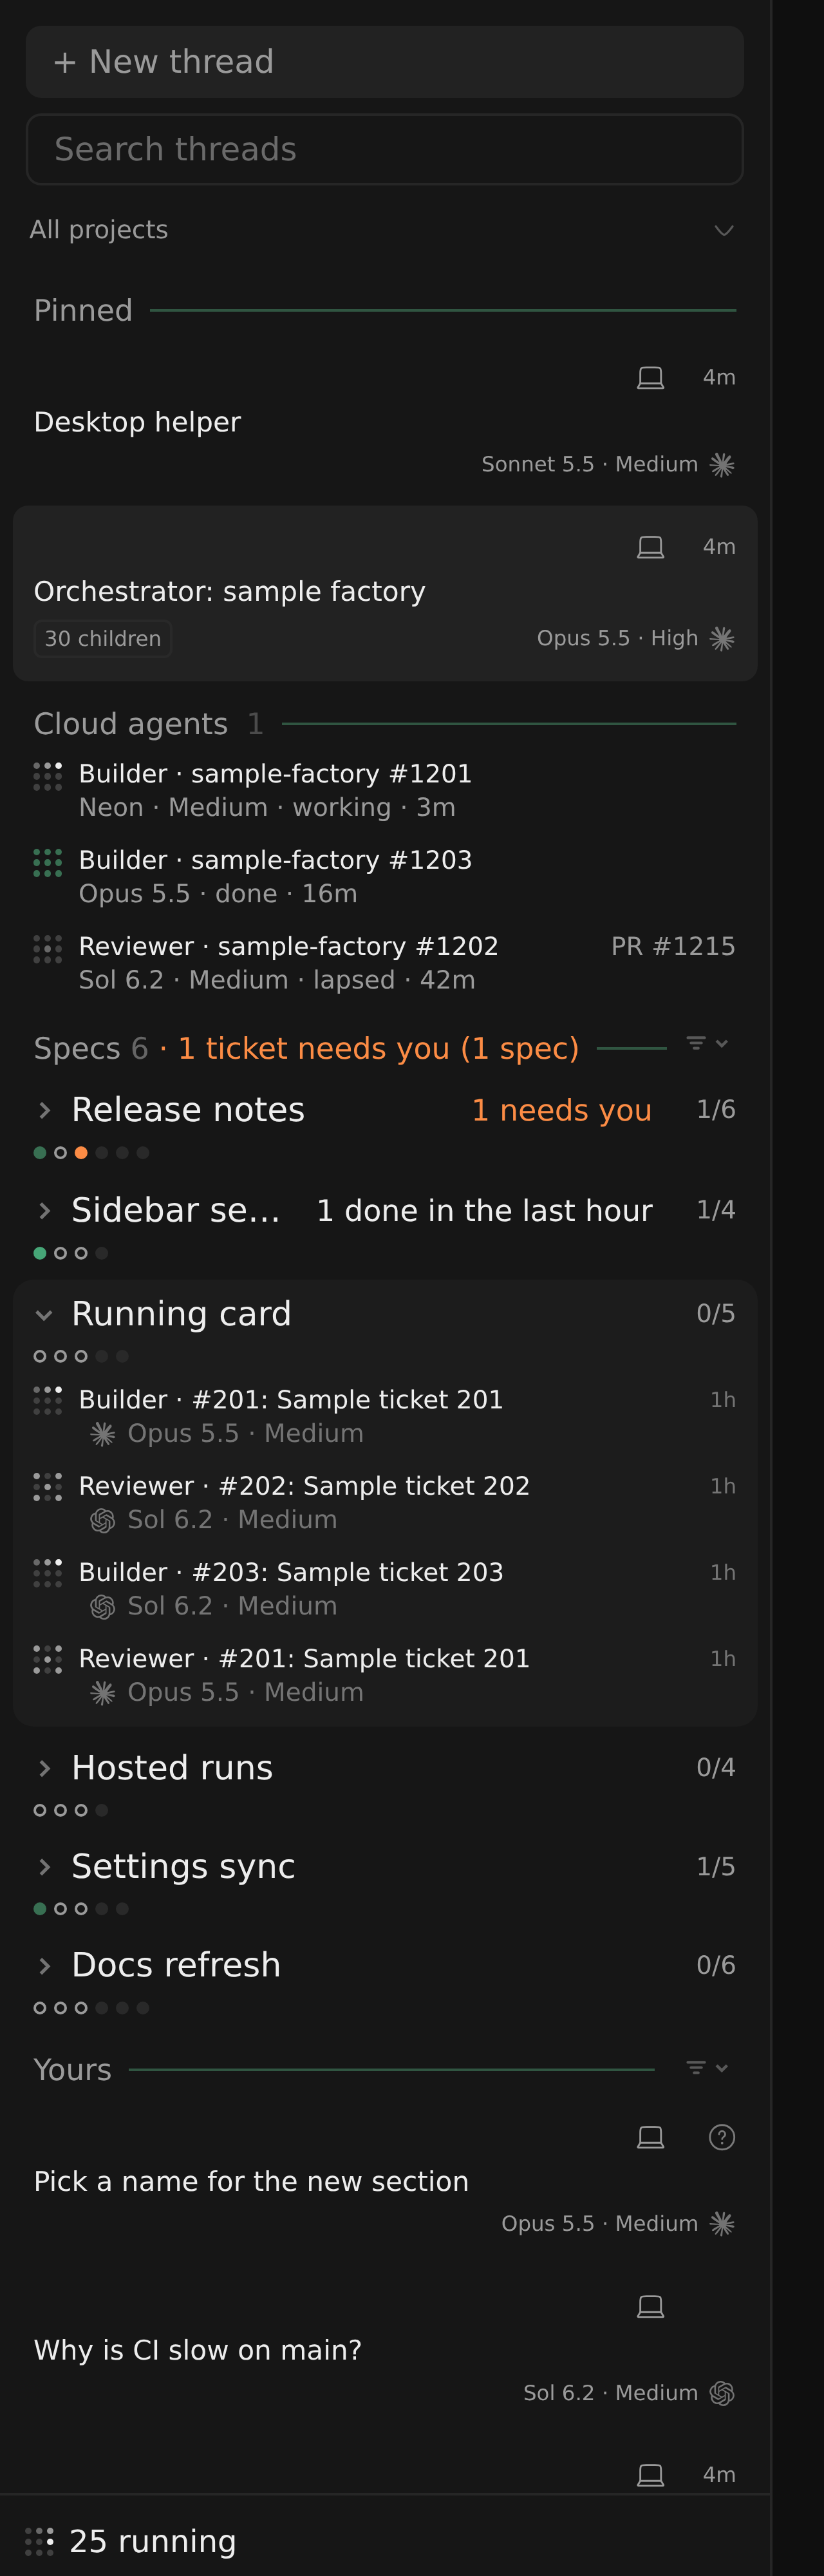 + New thread
Search threads
All projects
Pinned
4m
Desktop helper
Sonnet 5.5 · Medium
4m
Orchestrator: sample factory
30 children
Opus 5.5 · High
Cloud agents 1
Builder · sample-factory #1201
Neon · Medium · working · 3m
Builder · sample-factory #1203
Opus 5.5 · done · 16m
Reviewer · sample-factory #1202 PR #1215
Sol 6.2 · Medium · lapsed · 42m
Specs 6 · 1 ticket needs you (1 spec)
Release notes 1 needs you 1/6
Sidebar se... 1 done in the last hour 1/4
Running card 0/5
Builder · #201: Sample ticket 201 1h
Opus 5.5 · Medium
Reviewer · #202: Sample ticket 202 1h
Sol 6.2 · Medium
Builder · #203: Sample ticket 203 1h
Sol 6.2 · Medium
Reviewer · #201: Sample ticket 201 1h
Opus 5.5 · Medium
Hosted runs 0/4
Settings sync 1/5
Docs refresh 0/6
Yours
?
Pick a name for the new section
Opus 5.5 · Medium
Why is CI slow on main?
Sol 6.2 · Medium
4m
25 running